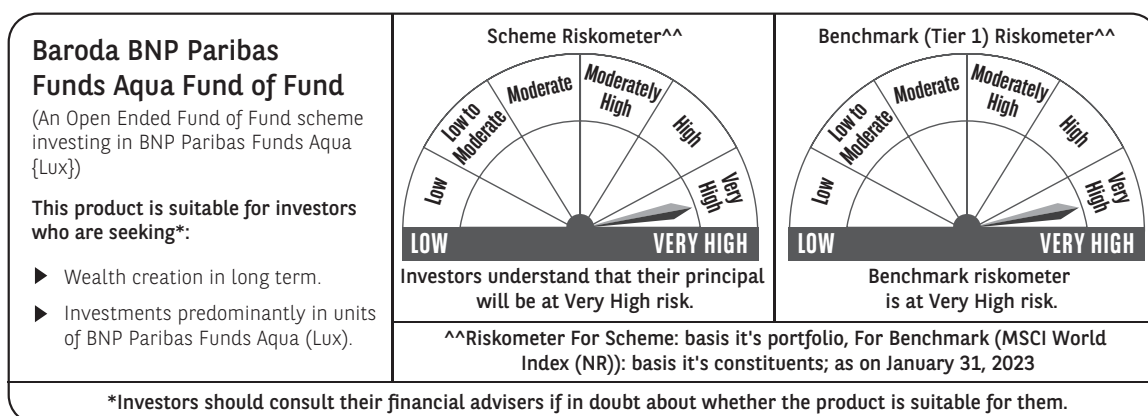 Baroda BNP Paribas
Funds Aqua Fund of Fund
(An Open Ended Fund of Fund scheme
investing in BNP Paribas Funds Aqua
{Lux})
This product is suitable for investors
who are seeking*:
Wealth creation in long term.
Investments predominantly in units
of BNP Paribas Funds Aqua (Lux).
Scheme Riskometer^^
Low
Low to
Moderate
Moderate
Moderately
High
High
Very
High
LOW VERY HIGH
Investors understand that their principal
will be at Very High risk.
Benchmark (Tier 1) Riskometer^^
Low
Low to
Moderate
Moderate
Moderately
High
High
Very
High
LOW VERY HIGH
Benchmark riskometer
is at Very High risk.
^^Riskometer For Scheme: basis it's portfolio, For Benchmark (MSCI World
Index (NR)): basis it's constituents; as on January 31, 2023
*Investors should consult their financial advisers if in doubt about whether the product is suitable for them.